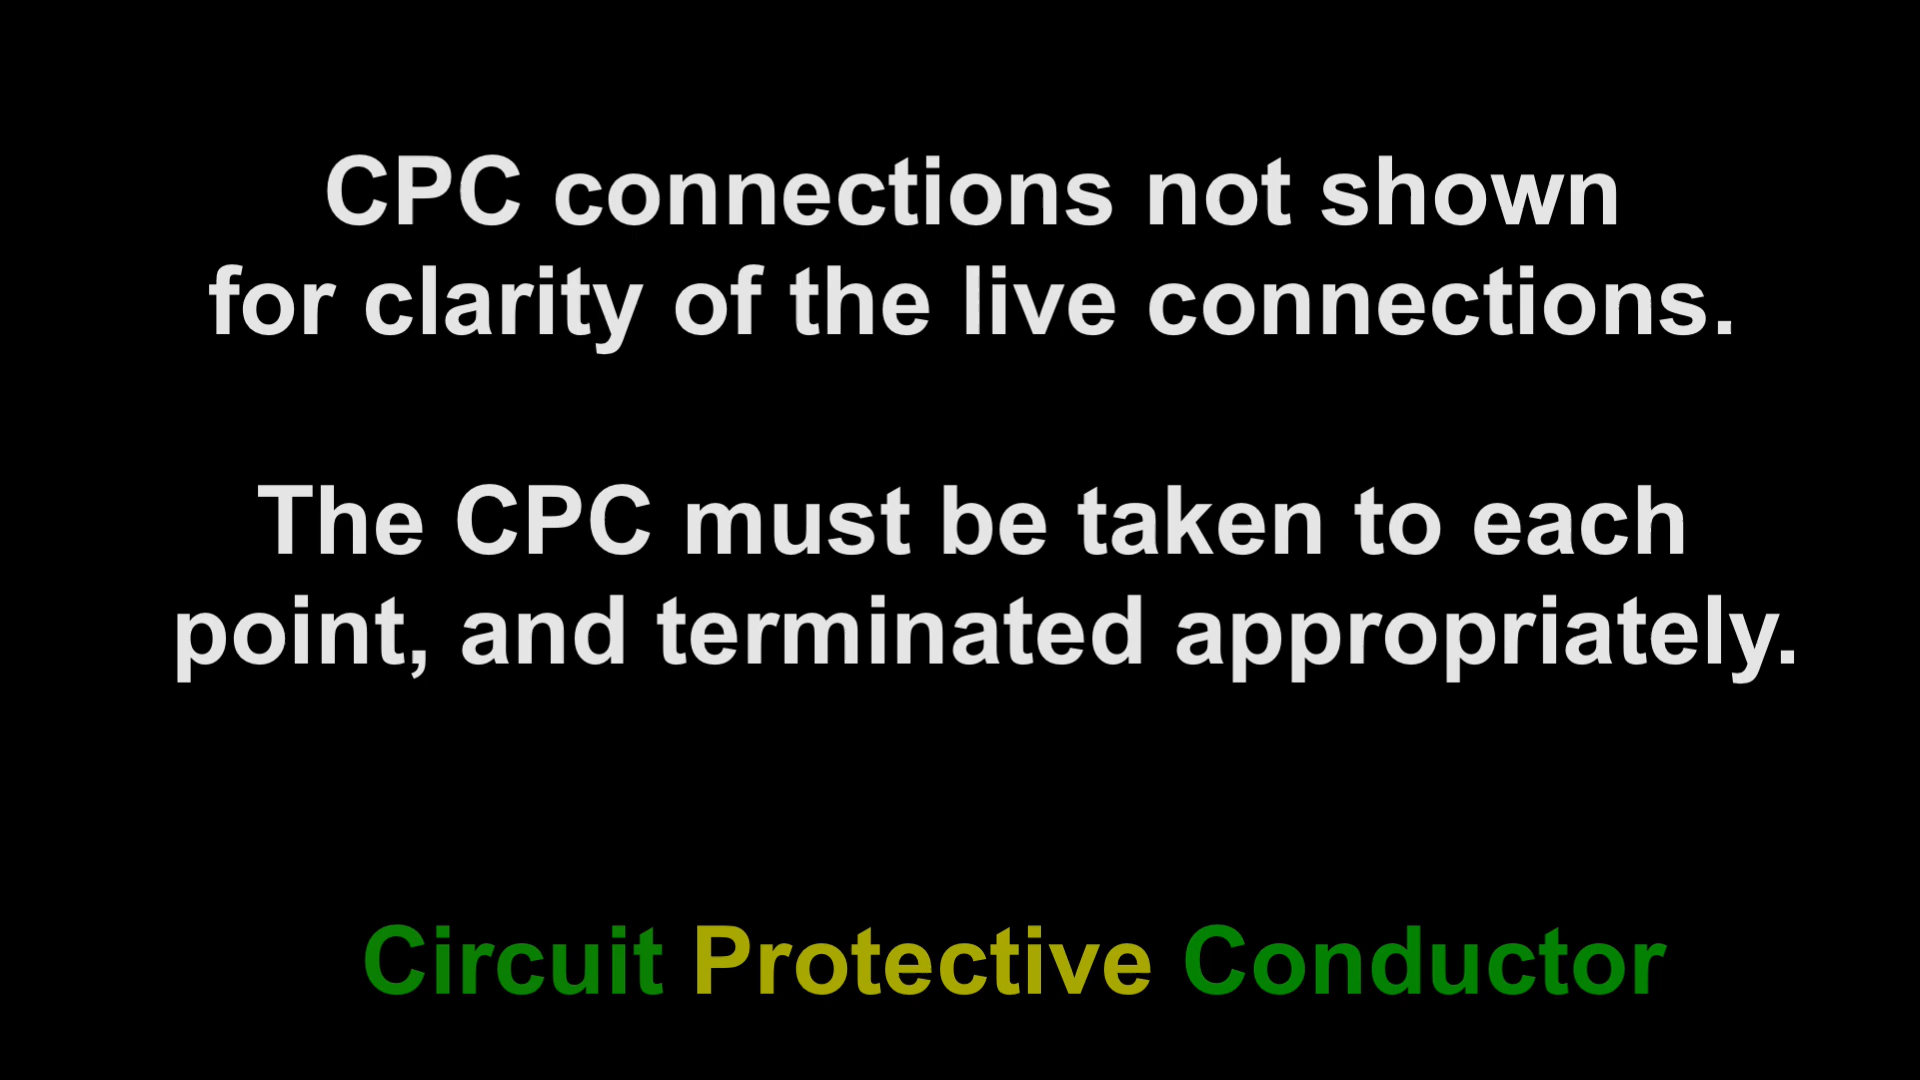 CPC connections not shown
for clarity of the live connections.
The CPC must be taken to each
point, and terminated appropriately.
Circuit Protective Conductor